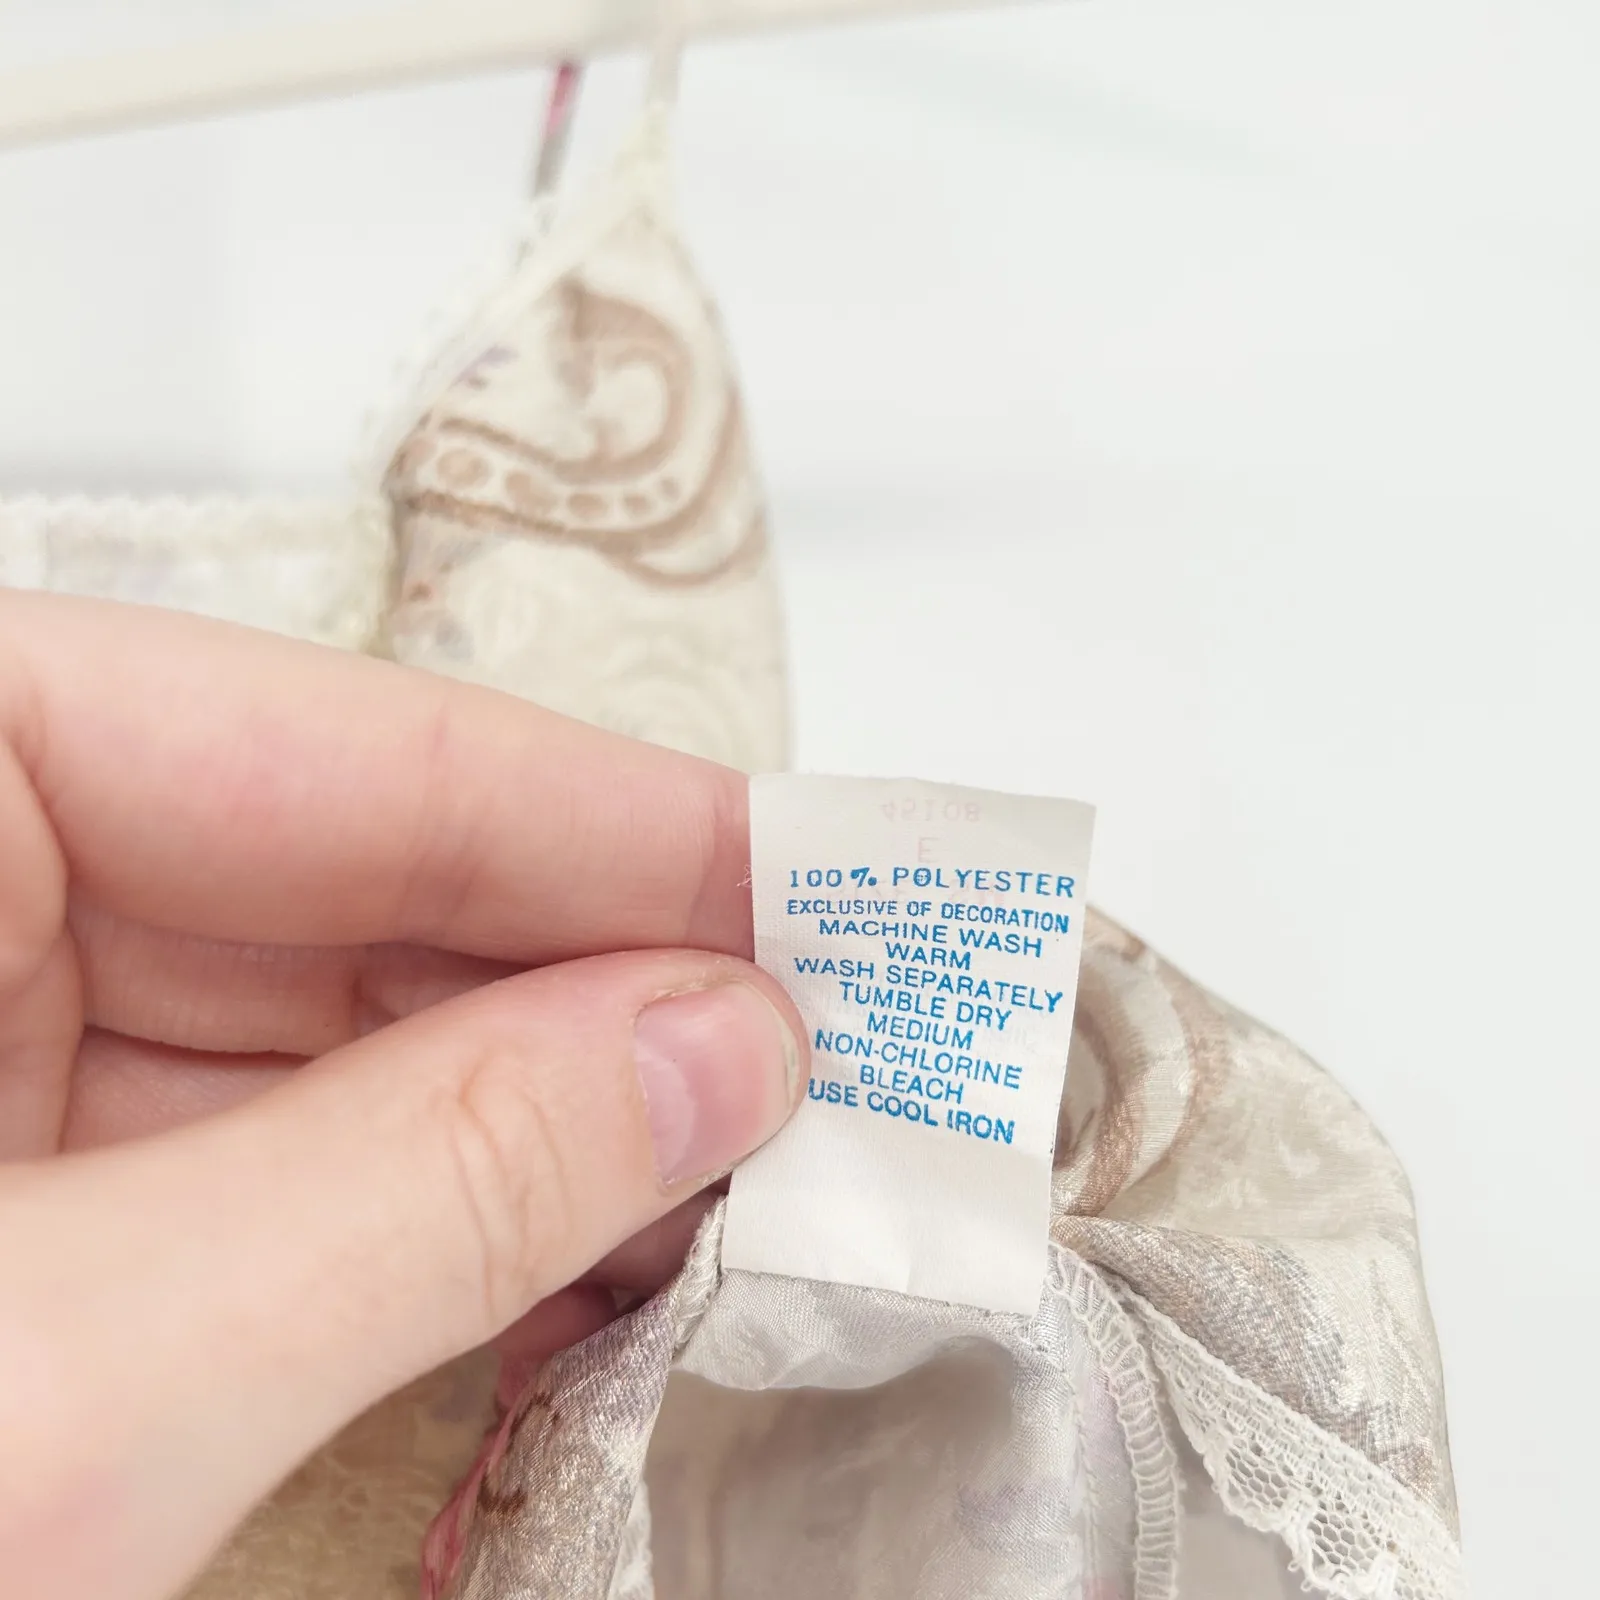 45108
E
100% POLYESTER
EXCLUSIVE OF DECORATION
MACHINE WASH
WARM
WASH SEPARATELY
TUMBLE DRY
MEDIUM
NON-CHLORINE
BLEACH
USE COOL IRON